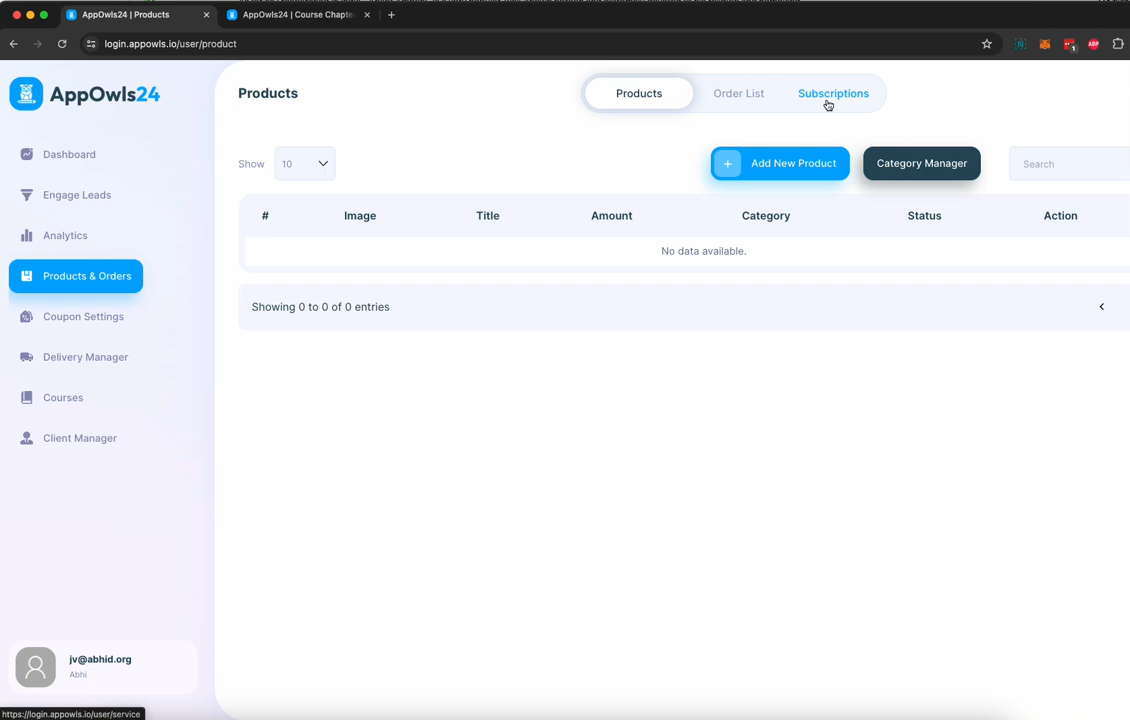 AppOwls24 | Products
AppOwls24 | Course Chapte
login.appowls.io/user/product
1
ABP
AppOwls24
Products
Products
Order List
Subscriptions
Dashboard
Engage Leads
Analytics
Products & Orders
Coupon Settings
Delivery Manager
Courses
Client Manager
Show
10
+ Add New Product
Category Manager
Search
# Image Title Amount Category Status Action
No data available.
Showing 0 to 0 of 0 entries
jv@abhid.org
Abhi
https://login.appowls.io/user/service